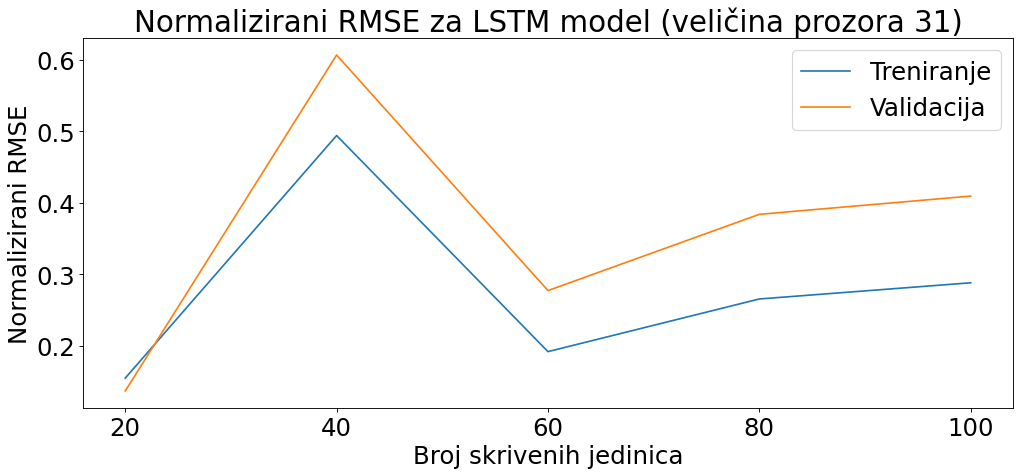 Normalizirani RMSE za LSTM model (veličina prozora 31)
Treniranje
Validacija
Normalizirani RMSE
0.6
0.5
0.4
0.3
0.2
20 40 60 80 100
Broj skrivenih jedinica